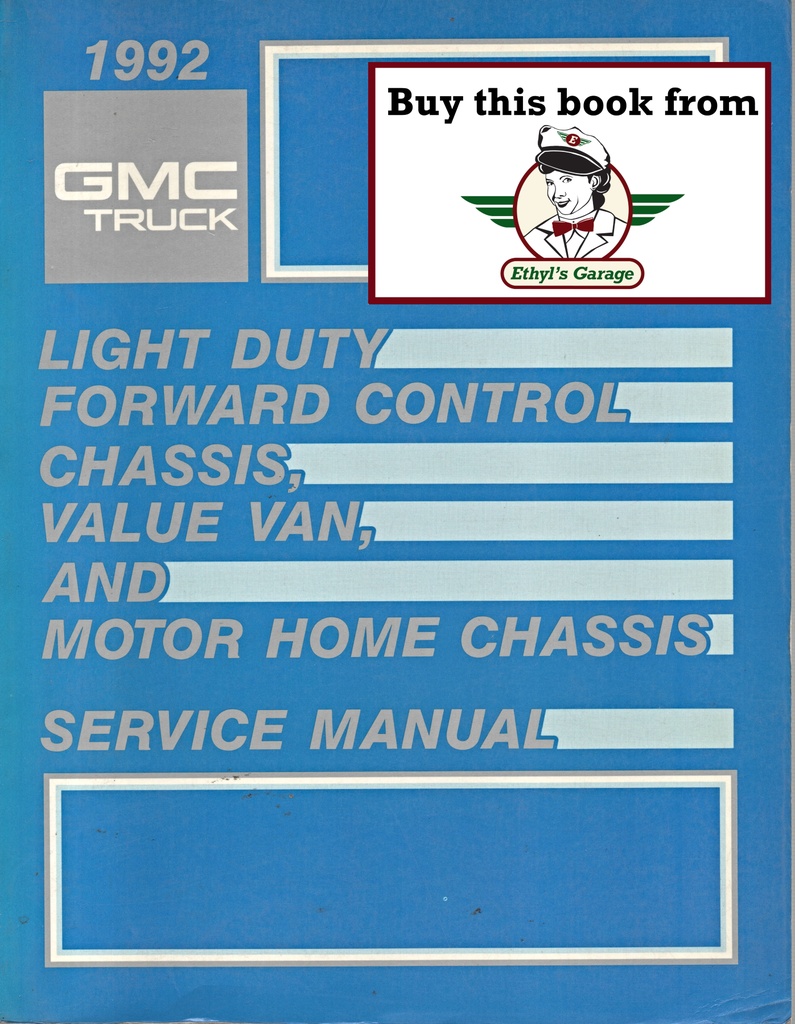 1992
GMC
TRUCK
Buy this book from
E
Ethyl's Garage
LIGHT DUTY
FORWARD CONTROL
CHASSIS,
VALUE VAN,
AND
MOTOR HOME CHASSIS
SERVICE MANUAL